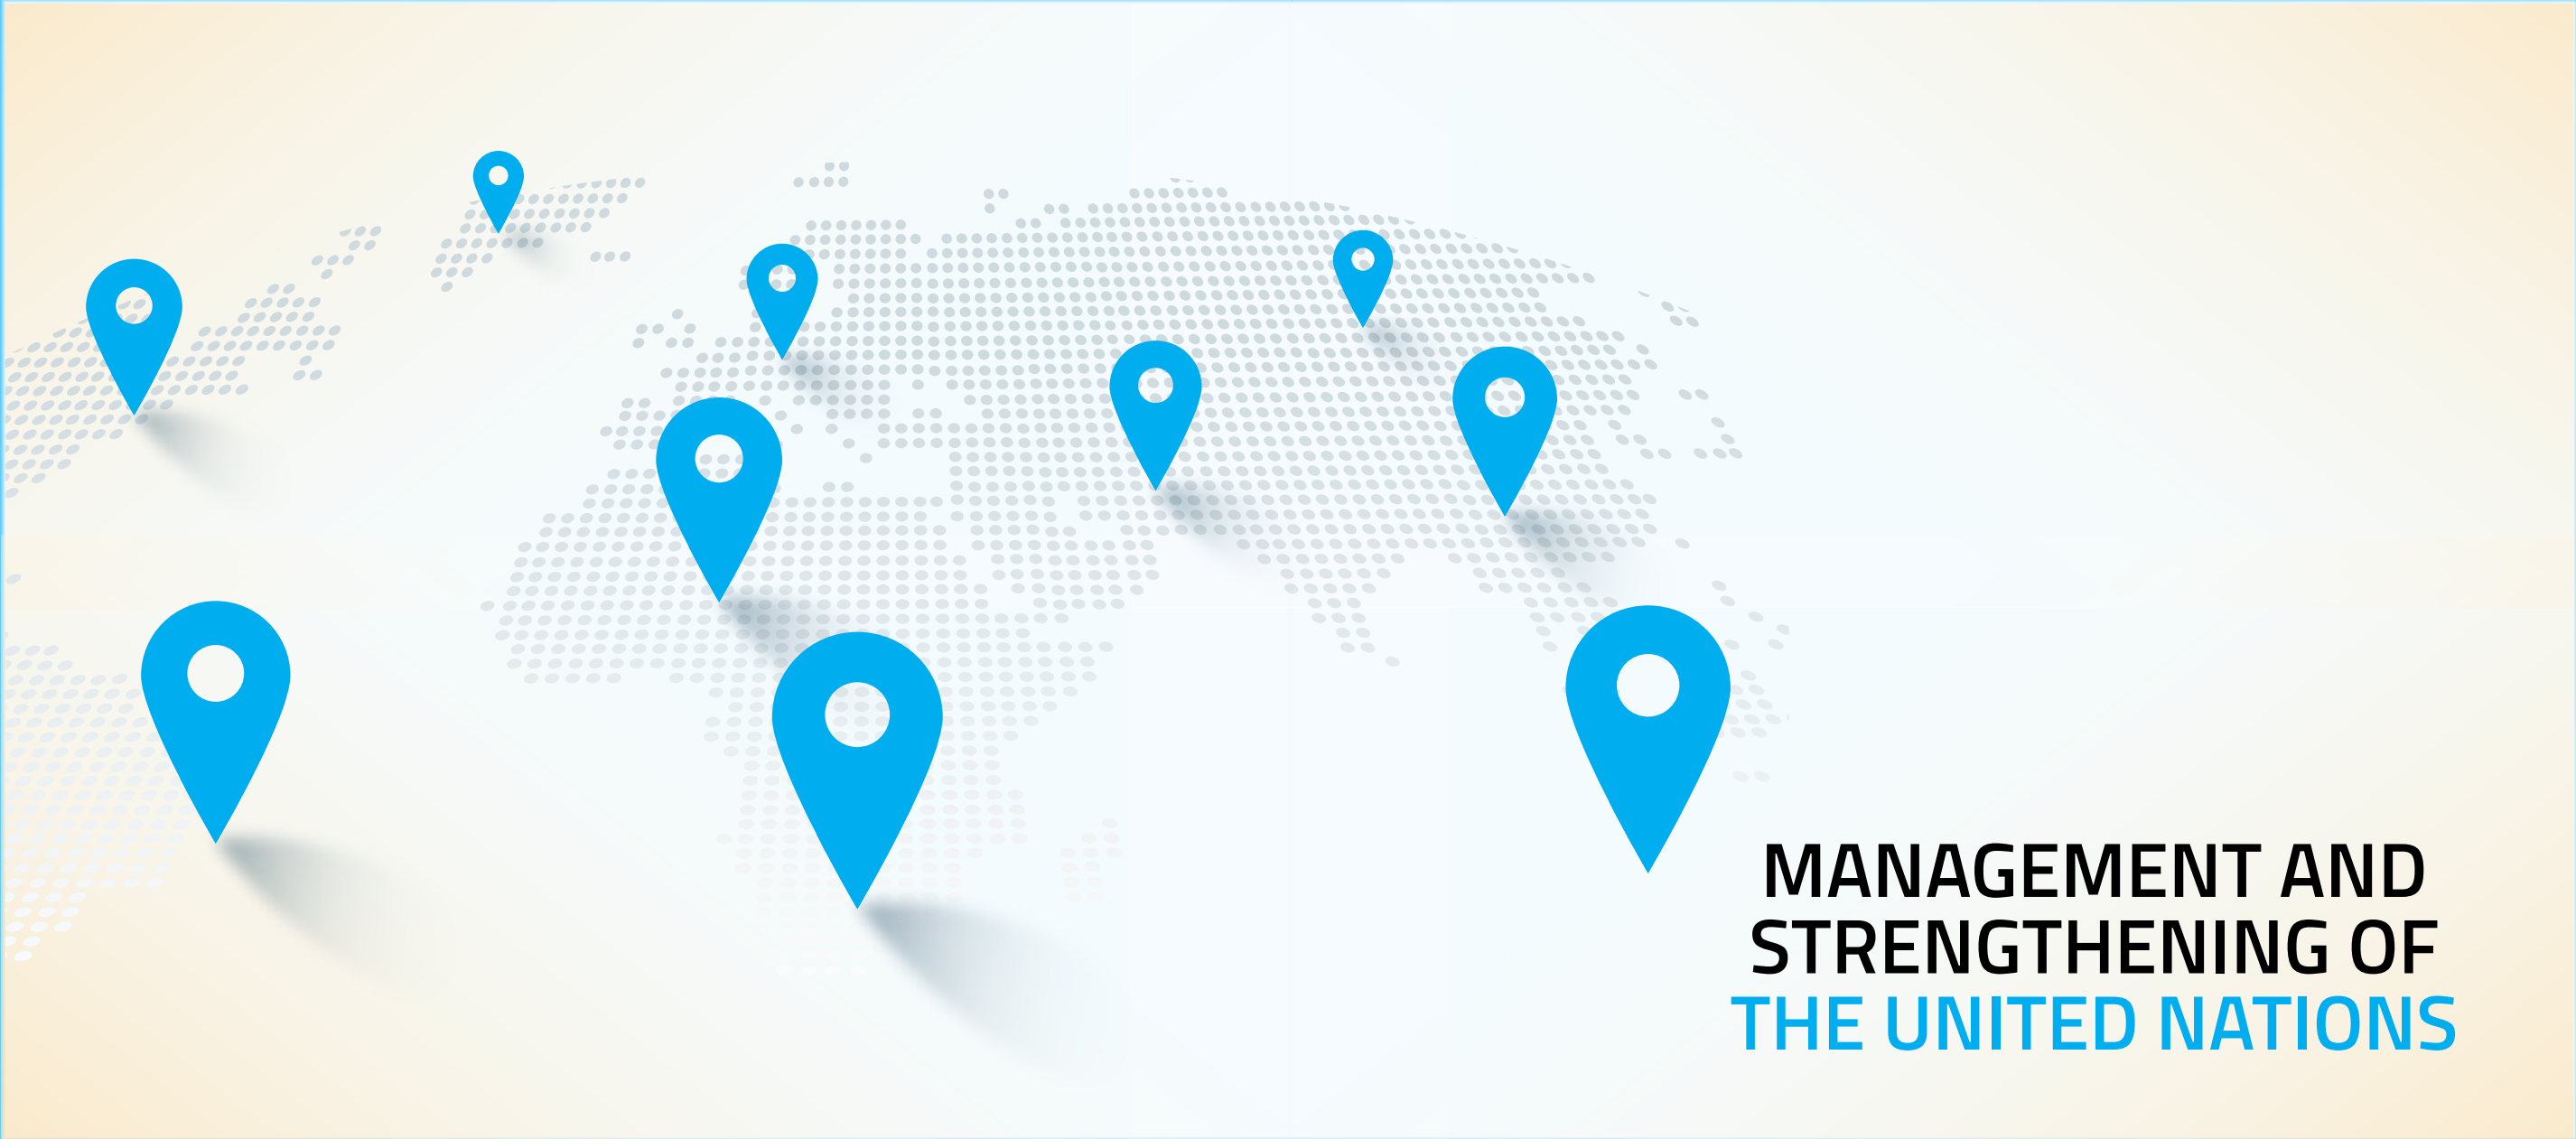 MANAGEMENT AND
STRENGTHENING OF
THE UNITED NATIONS